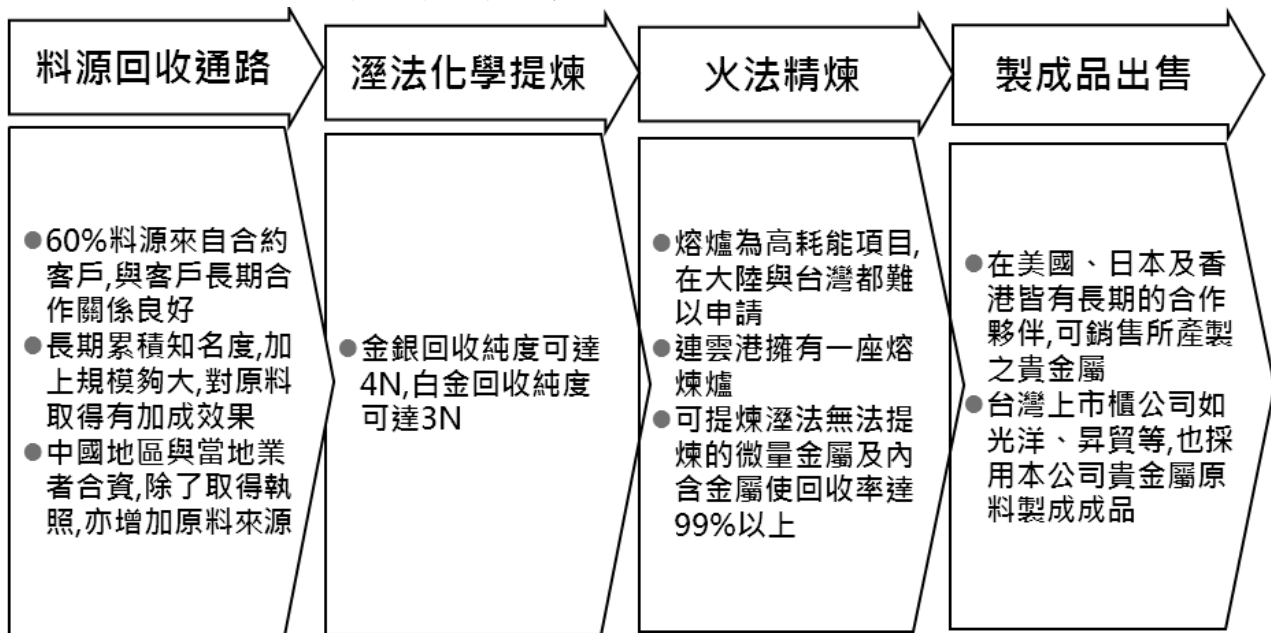 料源回收通路
溼法化學提煉
火法精煉
製成品出售
●60%料源來自合約
客戶,與客戶長期合
作關係良好
●長期累積知名度,加
上規模夠大,對原料
取得有加成效果
●中國地區與當地業
者合資,除了取得執
照,亦增加原料來源
●金銀回收純度可達
4N,白金回收純度
可達3N
●熔爐為高耗能項目,
在大陸與台灣都難
以申請
●連雲港擁有一座熔
煉爐
●可提煉溼法無法提
煉的微量金屬及內
含金屬使回收率達
99%以上
●在美國、日本及香
港皆有長期的合作
夥伴,可銷售所產製
之貴金屬
●台灣上市櫃公司如
光洋、昇貿等,也採
用本公司貴金屬原
料製成成品